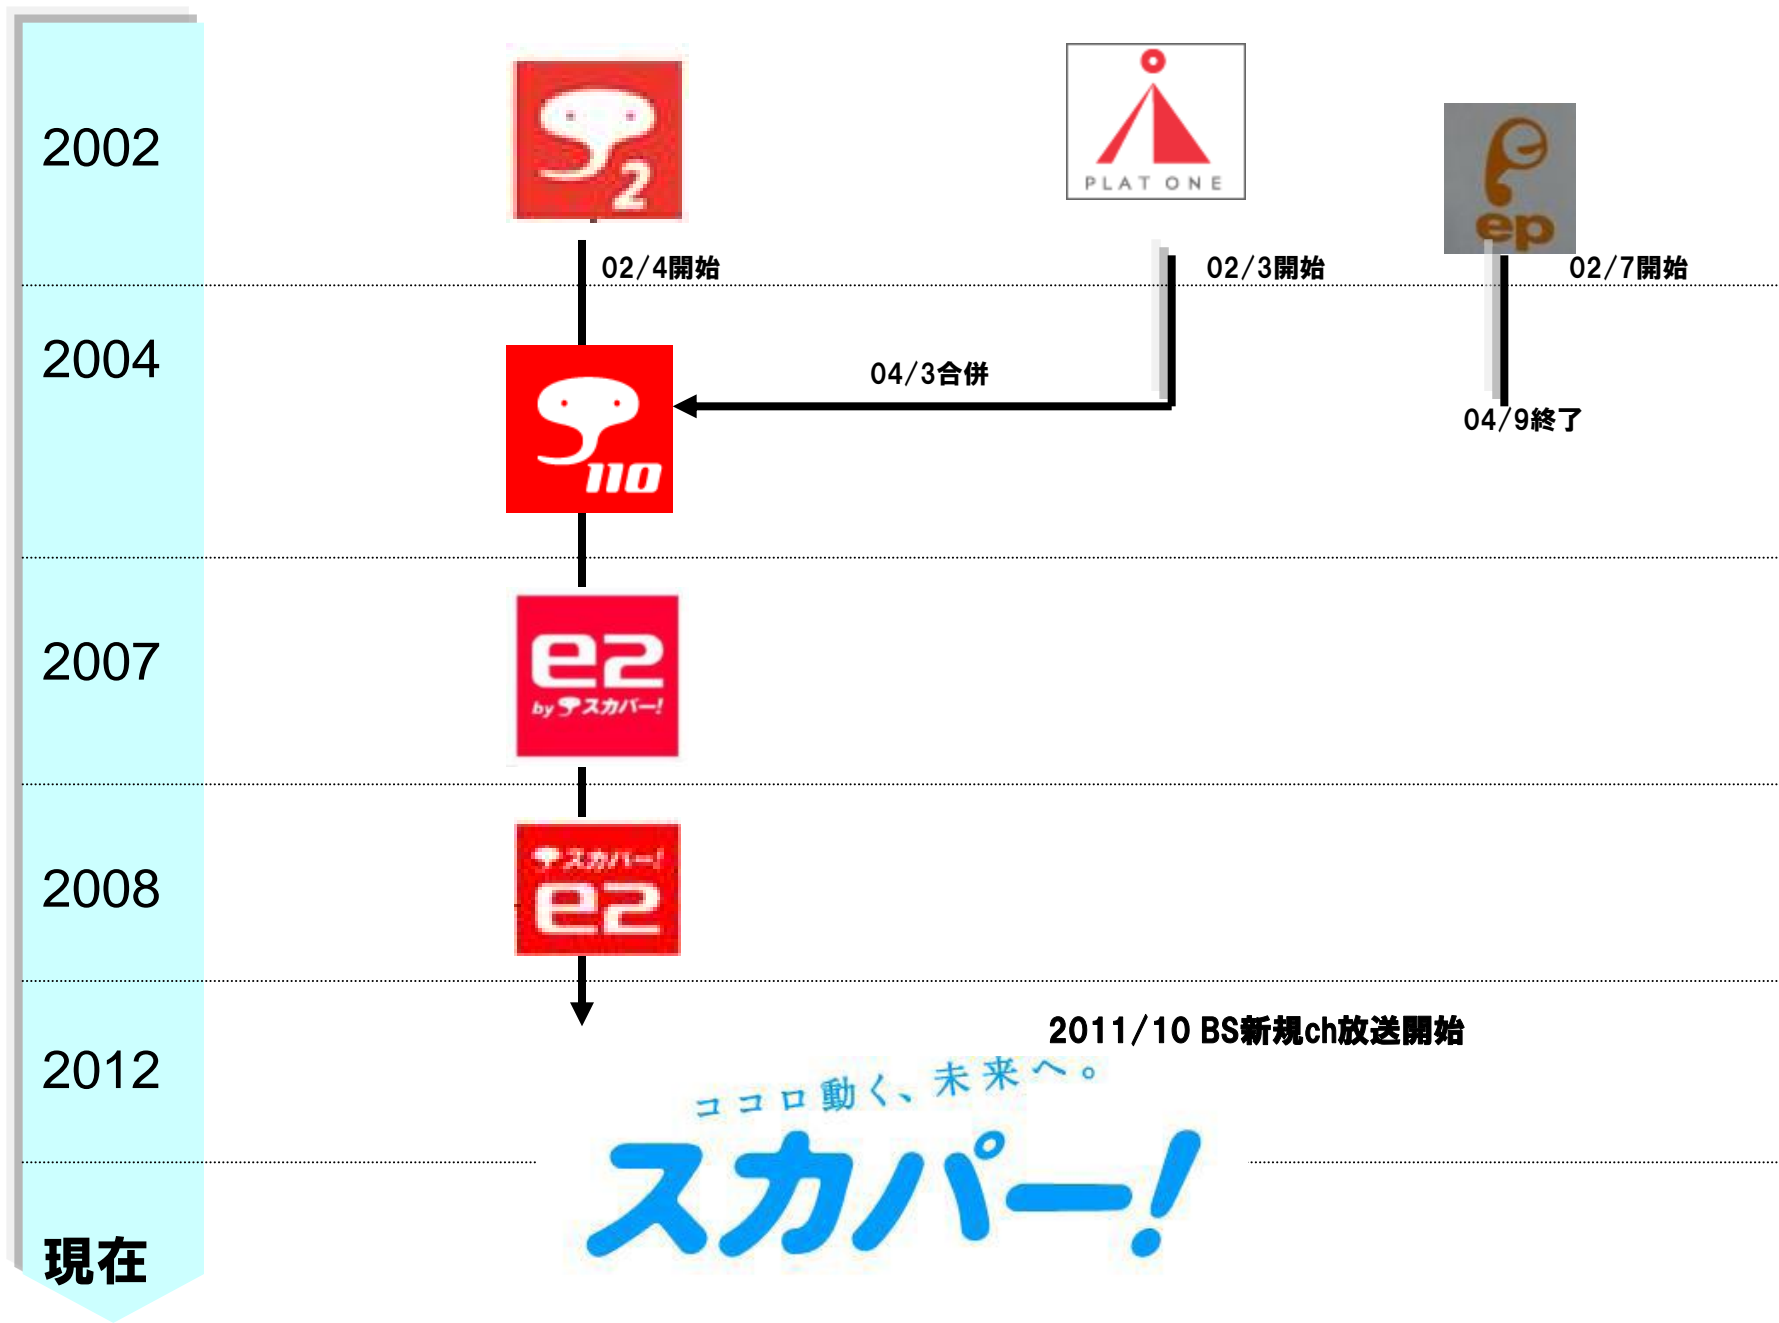 2002
2
PLAT ONE
ep
02/4開始
02/3開始
02/7開始
2004
110
04/3合併
04/9終了
2007
e2
by スカパー!
2008
スカパー!
e2
2012
2011/10 BS新規ch放送開始
ココロ動く、未来へ。
スカパー!
現在